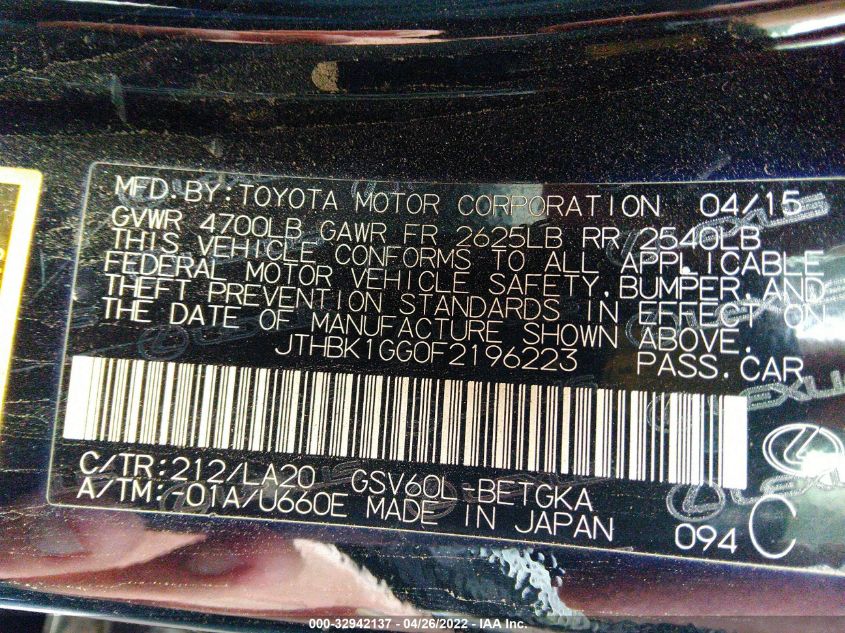 MFD.BY:TOYOTA MOTOR CORPORATION 04/15
GVWR 4700LB GAWR FR 2625LB RR 2540LB
THIS VEHICLE CONFORMS TO ALL APPLICABLE
FEDERAL MOTOR VEHICLE SAFETY,BUMPER,AND
THEFT PREVENTION STANDARDS IN EFFECT ON
THE DATE OF MANUFACTURE SHOWN ABOVE.
JTHBK1GG0F2196223 PASS.CAR
C/TR:212/LA20 GSV60L-BETGKA
A/TM:-01A/U660E MADE IN JAPAN 094 C
LEXUS
000-32942137 - 04/26/2022 - IAA Inc.